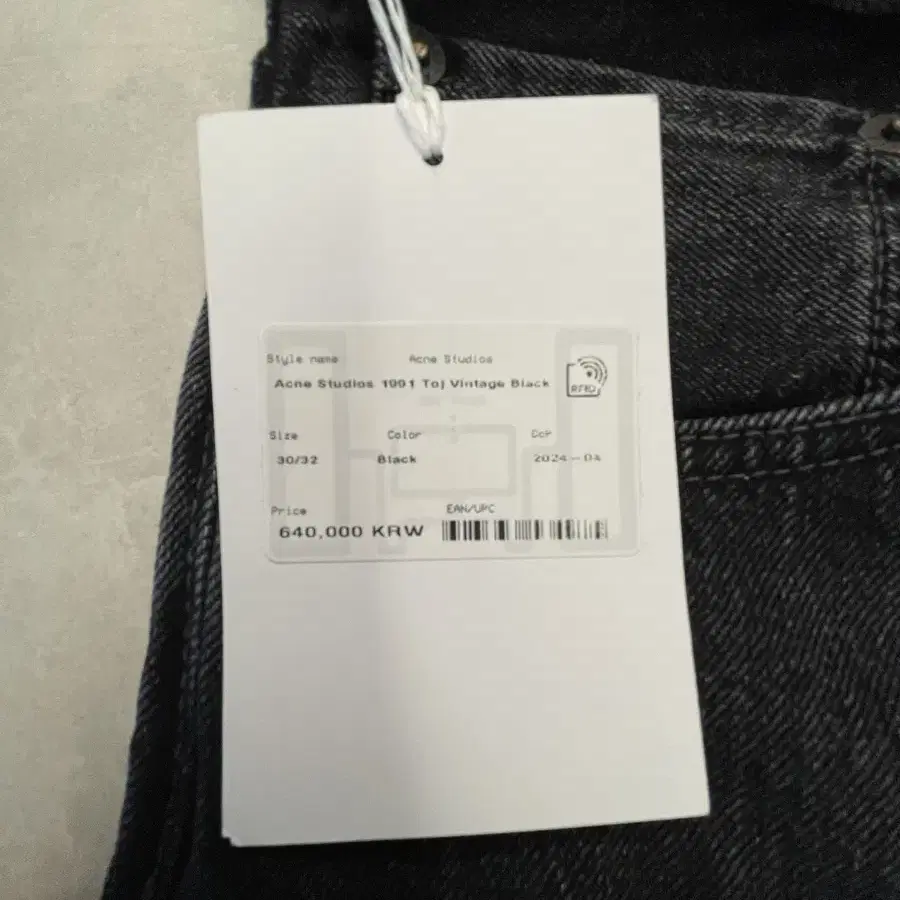 Style name Acne Studios
Acne Studios 1991 Toj Vintage Black
RFID
Size Color DoP
30/32 Black 2024-04
Price EAN/UPC
640,000 KRW